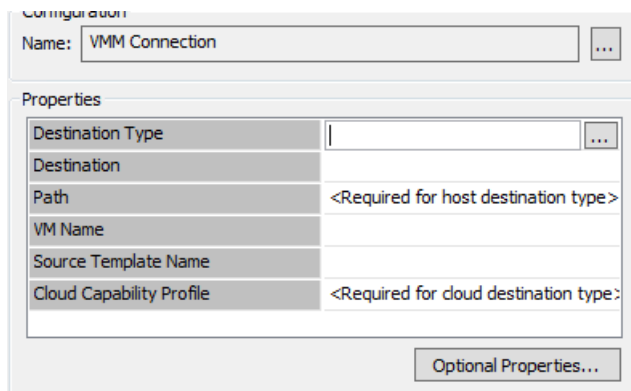 Configuration
Name: VMM Connection ...
Properties
Destination Type ...
Destination
Path <Required for host destination type>
VM Name
Source Template Name
Cloud Capability Profile <Required for cloud destination type>
Optional Properties...